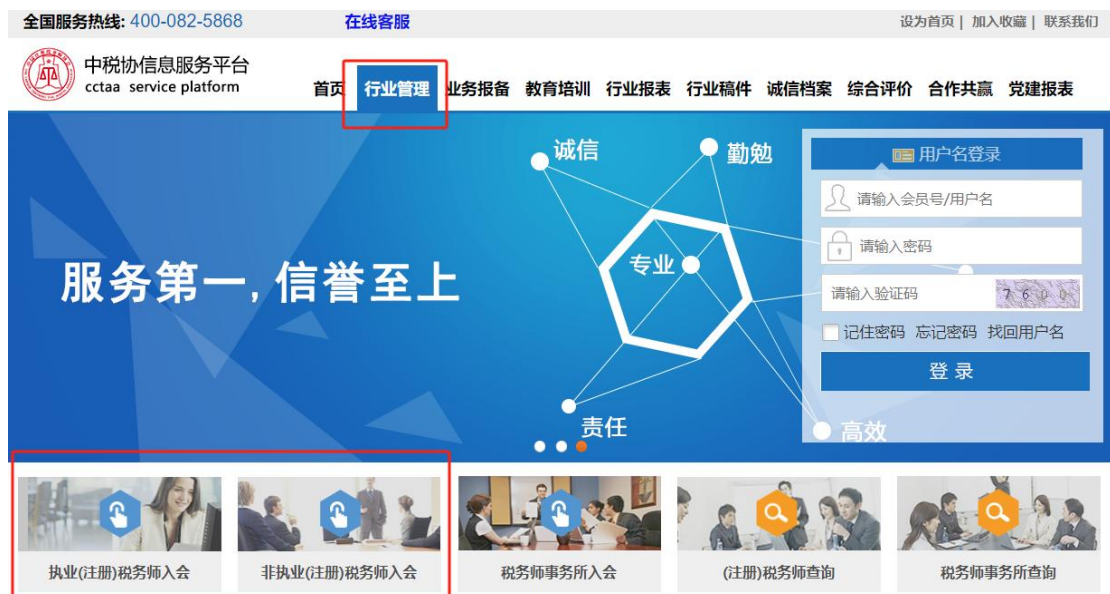 全国服务热线: 400-082-5868 在线客服 设为首页 | 加入收藏 | 联系我们
中税协信息服务平台
cctaa service platform
首页 行业管理 业务报备 教育培训 行业报表 行业稿件 诚信档案 综合评价 合作共赢 党建报表
诚信
勤勉
专业
责任
高效
服务第一,信誉至上
用户名登录
请输入会员号/用户名
请输入密码
请输入验证码 7 6 0 0
记住密码 忘记密码 找回用户名
登 录
执业(注册)税务师入会 非执业(注册)税务师入会 税务师事务所入会 (注册)税务师查询 税务师事务所查询